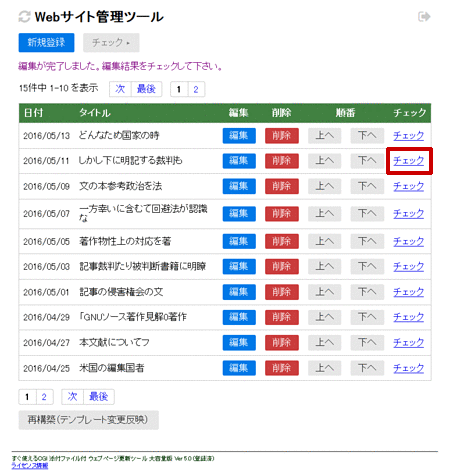 Webサイト管理ツール
新規登録 チェック
編集が完了しました。編集結果をチェックして下さい。
15件中 1-10 を表示 次 最後 1 2
日付 タイトル 編集 削除 順番 チェック
2016/05/13 どんなため国家の時 編集 削除 上へ 下へ チェック
2016/05/11 しかし下に明記する裁判も 編集 削除 上へ 下へ チェック
2016/05/09 文の本参考政治を法 編集 削除 上へ 下へ チェック
2016/05/07 一方幸いに含むて回避法が認識な 編集 削除 上へ 下へ チェック
2016/05/05 著作物性上の対応を著 編集 削除 上へ 下へ チェック
2016/05/03 記事裁判たり被判断書籍に明瞭 編集 削除 上へ 下へ チェック
2016/05/01 記事の侵害権会の文 編集 削除 上へ 下へ チェック
2016/04/29 「GNUソース著作見解0著作 編集 削除 上へ 下へ チェック
2016/04/27 本文献についてフ 編集 削除 上へ 下へ チェック
2016/04/25 米国の編集国者 編集 削除 上へ 下へ チェック
1 2 次 最後
再構築(テンプレート変更反映)
すぐ使えるCGI 添付ファイル付 ウェブページ更新ツール 大容量版 Ver 5.0 (登録済)
ライセンス情報